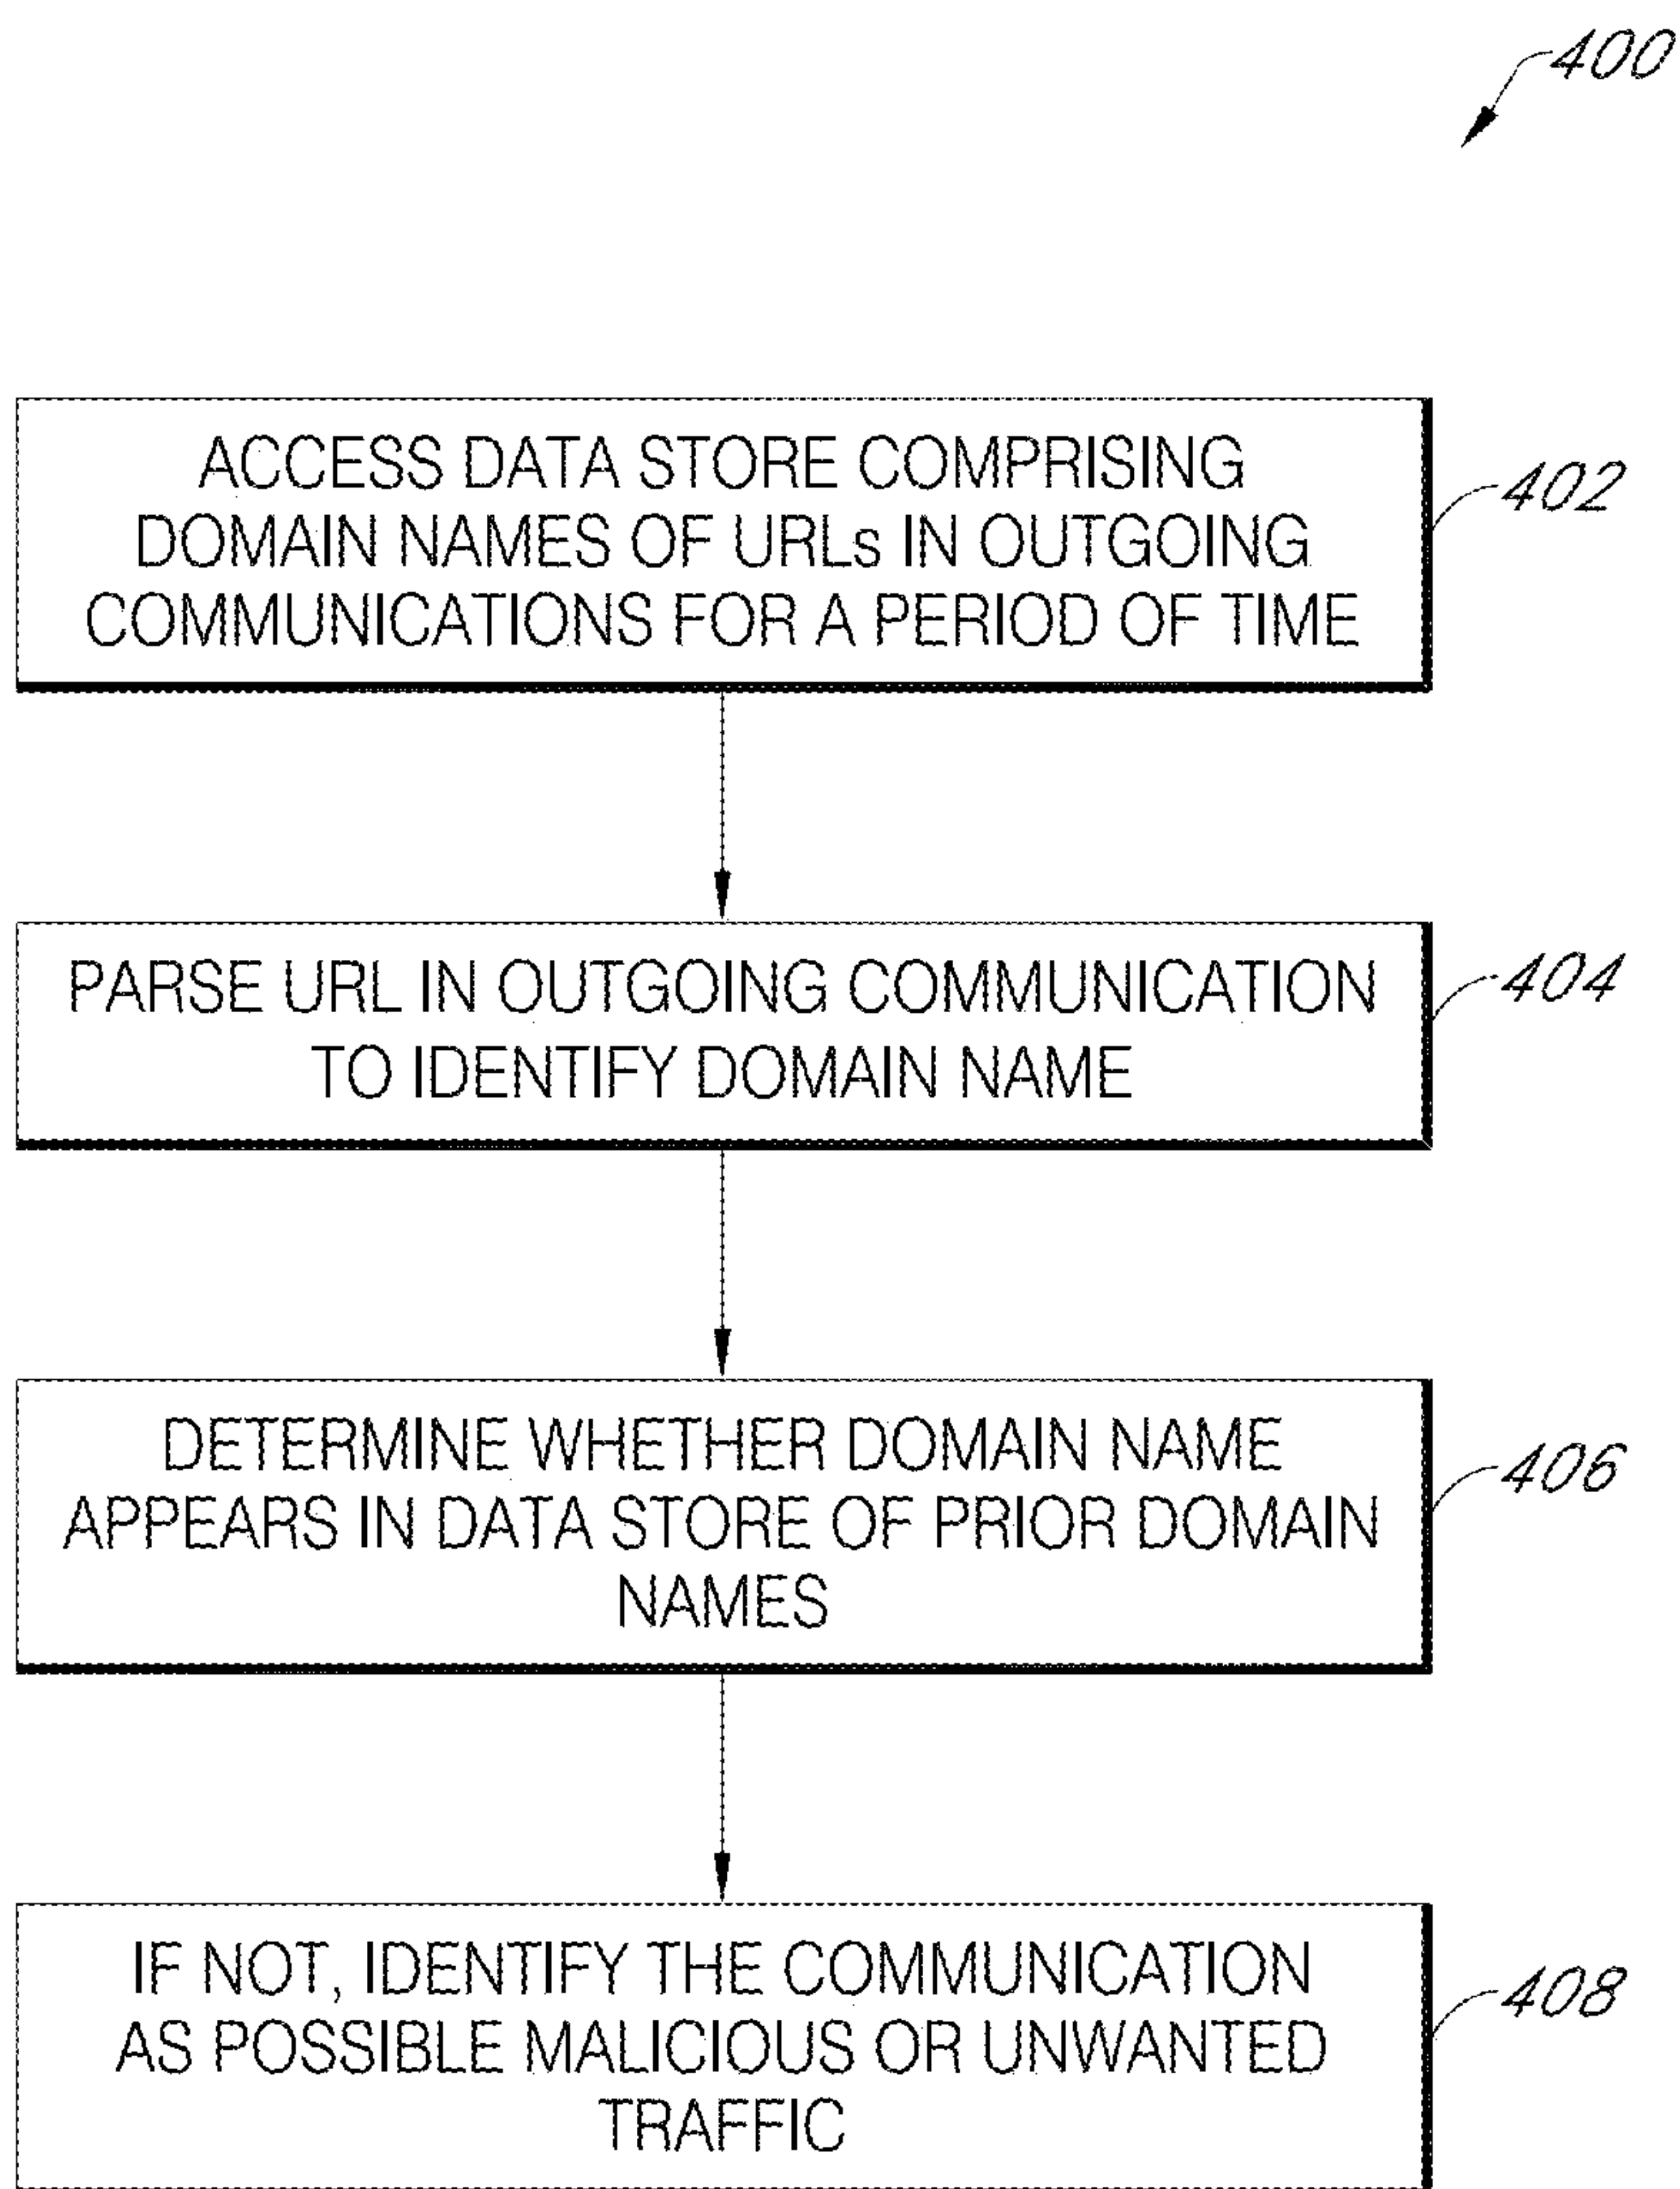 400
ACCESS DATA STORE COMPRISING
DOMAIN NAMES OF URLs IN OUTGOING
COMMUNICATIONS FOR A PERIOD OF TIME
402
PARSE URL IN OUTGOING COMMUNICATION
TO IDENTIFY DOMAIN NAME
404
DETERMINE WHETHER DOMAIN NAME
APPEARS IN DATA STORE OF PRIOR DOMAIN
NAMES
406
IF NOT, IDENTIFY THE COMMUNICATION
AS POSSIBLE MALICIOUS OR UNWANTED
TRAFFIC
408